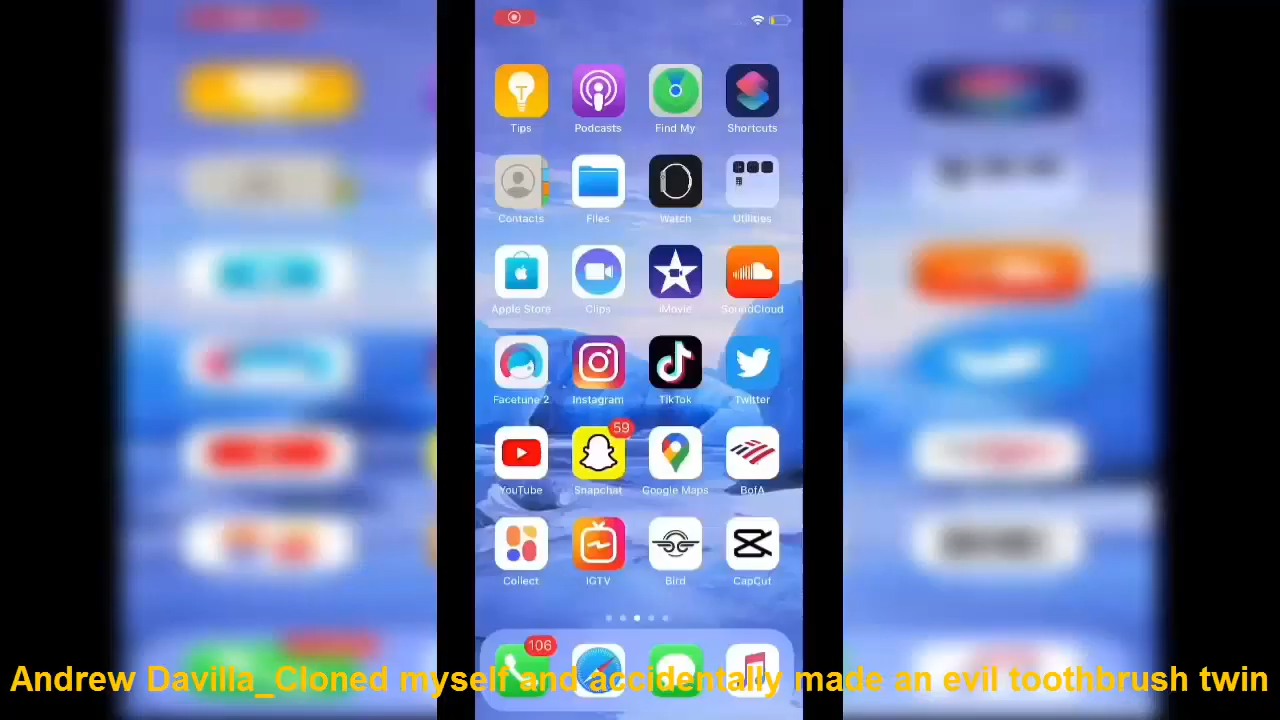 Tips Podcasts Find My Shortcuts
Contacts Files Watch Utilities
Apple Store Clips iMovie SoundCloud
Facetune 2 Instagram TikTok Twitter
59
YouTube Snapchat Google Maps BofA
Collect IGTV Bird CapCut
106
Andrew Davilla_Cloned myself and accidentally made an evil toothbrush twin